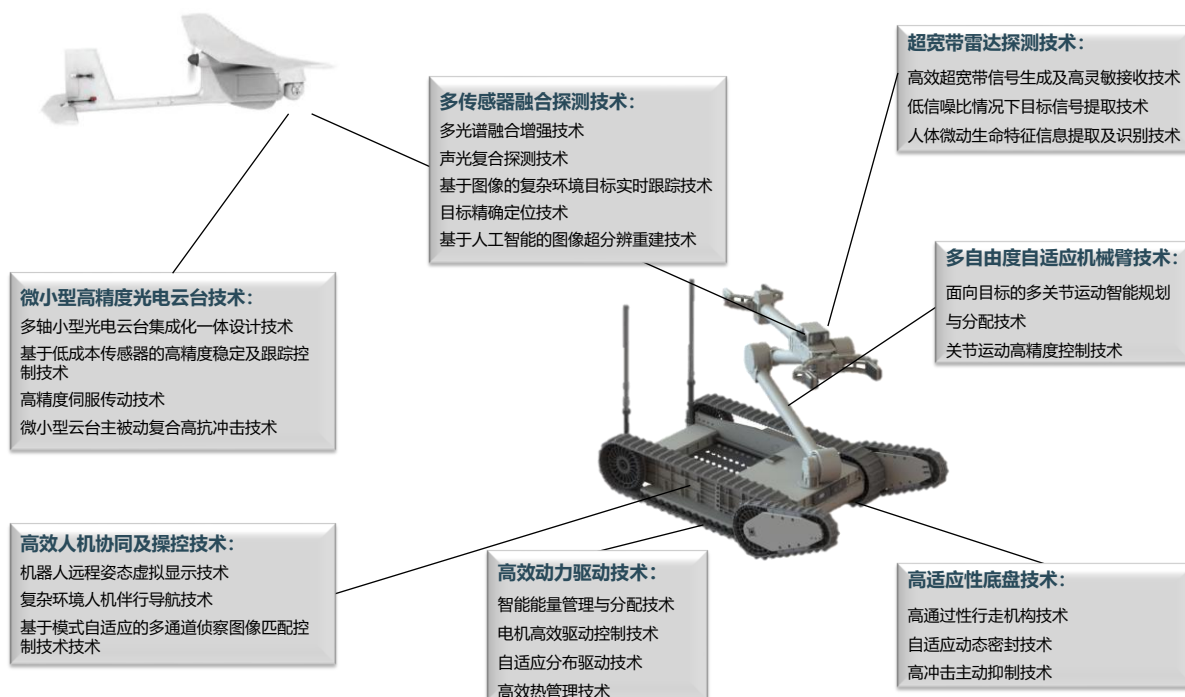 超宽带雷达探测技术：
高效超宽带信号生成及高灵敏接收技术
低信噪比情况下目标信号提取技术
人体微动生命特征信息提取及识别技术
多传感器融合探测技术：
多光谱融合增强技术
声光复合探测技术
基于图像的复杂环境目标实时跟踪技术
目标精确定位技术
基于人工智能的图像超分辨重建技术
多自由度自适应机械臂技术：
面向目标的多关节运动智能规划
与分配技术
关节运动高精度控制技术
微小型高精度光电云台技术：
多轴小型光电云台集成化一体设计技术
基于低成本传感器的高精度稳定及跟踪控
制技术
高精度伺服传动技术
微小型云台主被动复合高抗冲击技术
高效人机协同及操控技术：
机器人远程姿态虚拟显示技术
复杂环境人机伴行导航技术
基于模式自适应的多通道侦察图像匹配控
制技术技术
高效动力驱动技术：
智能能量管理与分配技术
电机高效驱动控制技术
自适应分布驱动技术
高效热管理技术
高适应性底盘技术：
高通过性行走机构技术
自适应动态密封技术
高冲击主动抑制技术